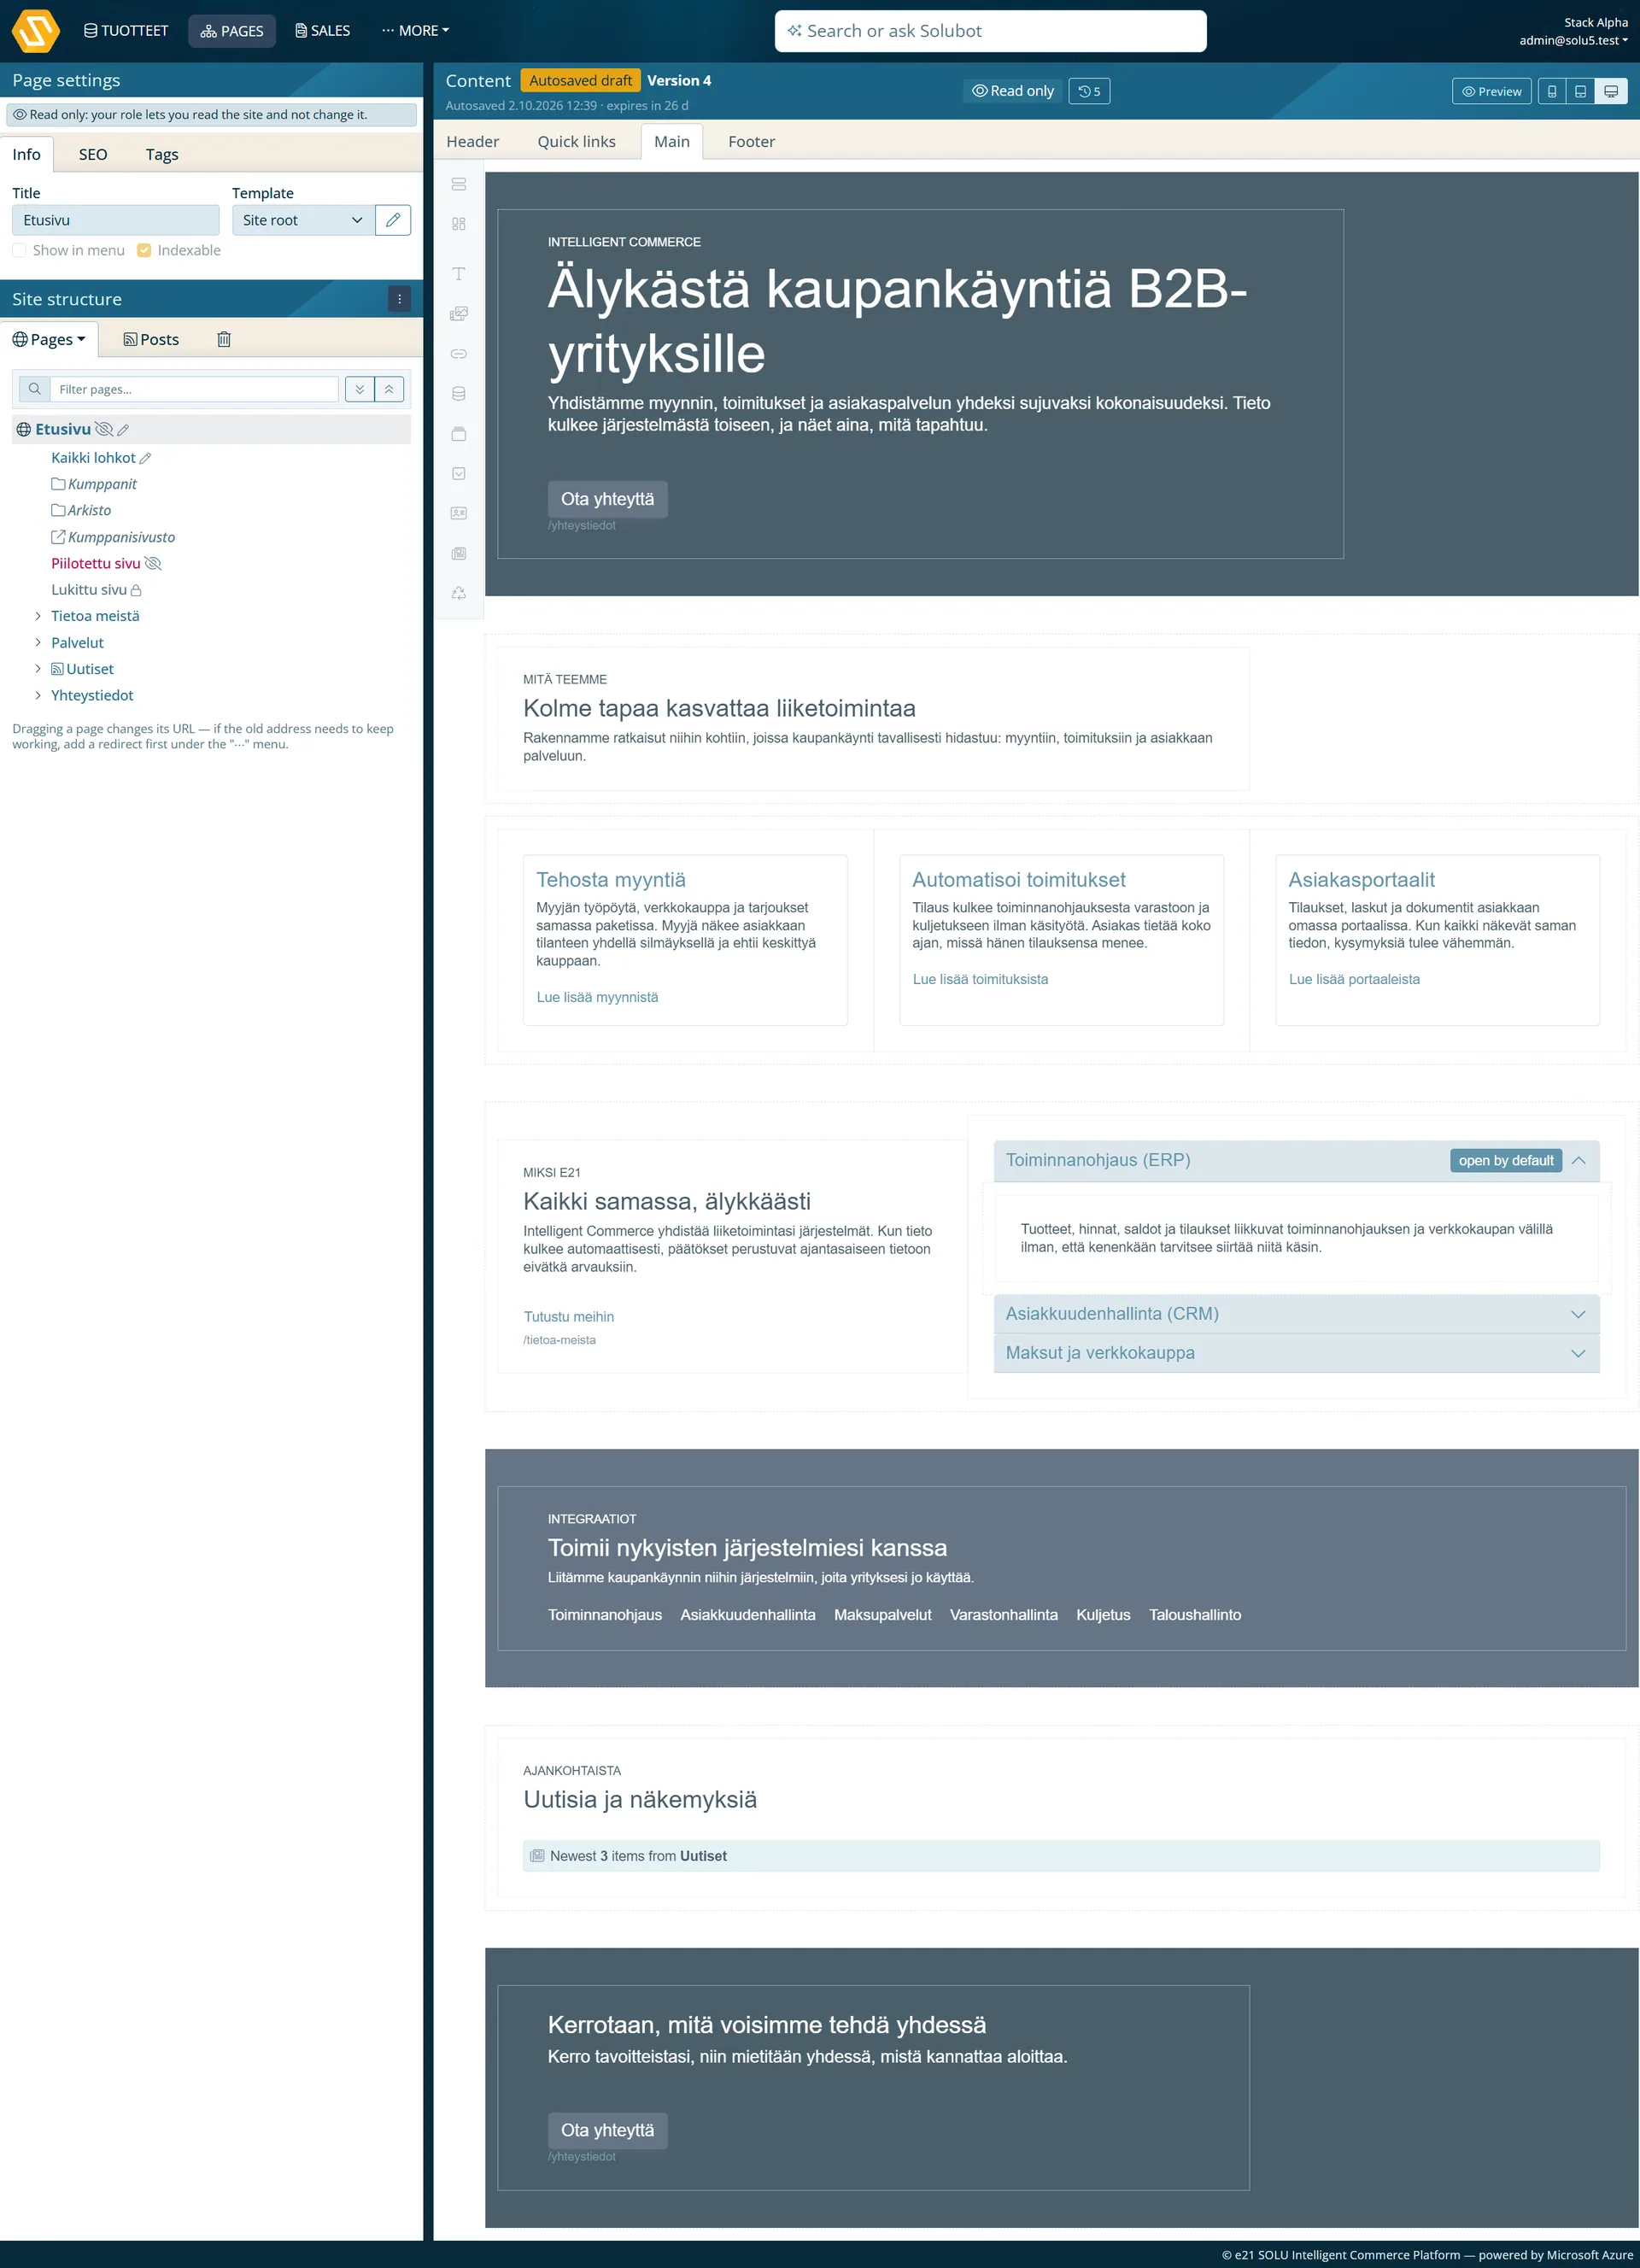 TUOTTEET
PAGES
SALES
MORE
Search or ask Solubot
Stack Alpha
admin@solu5.test
Page settings
Read only: your role lets you read the site and not change it.
Info
SEO
Tags
Title
Template
Etusivu
Site root
Show in menu
Indexable
Site structure
Pages
Posts
Filter pages...
Etusivu
Kaikki lohkot
Kumppanit
Arkisto
Kumppanisivusto
Piilotettu sivu
Lukittu sivu
Tietoa meistä
Palvelut
Uutiset
Yhteystiedot
Dragging a page changes its URL — if the old address needs to keep
working, add a redirect first under the "···" menu.
Content
Autosaved draft
Version 4
Autosaved 2.10.2026 12:39 · expires in 26 d
Read only
5
Preview
Header
Quick links
Main
Footer
INTELLIGENT COMMERCE
Älykästä kaupankäyntiä B2B-
yrityksille
Yhdistämme myynnin, toimitukset ja asiakaspalvelun yhdeksi sujuvaksi kokonaisuudeksi. Tieto
kulkee järjestelmästä toiseen, ja näet aina, mitä tapahtuu.
Ota yhteyttä
/yhteystiedot
MITÄ TEEMME
Kolme tapaa kasvattaa liiketoimintaa
Rakennamme ratkaisut niihin kohtiin, joissa kaupankäynti tavallisesti hidastuu: myyntiin, toimituksiin ja asiakkaan
palveluun.
Tehosta myyntiä
Myyjän työpöytä, verkkokauppa ja tarjoukset
samassa paketissa. Myyjä näkee asiakkaan
tilanteen yhdellä silmäyksellä ja ehtii keskittyä
kauppaan.
Lue lisää myynnistä
Automatisoi toimitukset
Tilaus kulkee toiminnanohjauksesta varastoon ja
kuljetukseen ilman käsityötä. Asiakas tietää koko
ajan, missä hänen tilauksensa menee.
Lue lisää toimituksista
Asiakasportaalit
Tilaukset, laskut ja dokumentit asiakkaan
omassa portaalissa. Kun kaikki näkevät saman
tiedon, kysymyksiä tulee vähemmän.
Lue lisää portaaleista
MIKSI E21
Kaikki samassa, älykkäästi
Intelligent Commerce yhdistää liiketoimintasi järjestelmät. Kun tieto
kulkee automaattisesti, päätökset perustuvat ajantasaiseen tietoon
eivätkä arvauksiin.
Tutustu meihin
/tietoa-meista
Toiminnanohjaus (ERP)
open by default
Tuotteet, hinnat, saldot ja tilaukset liikkuvat toiminnanohjauksen ja verkkokaupan välillä
ilman, että kenenkään tarvitsee siirtää niitä käsin.
Asiakkuudenhallinta (CRM)
Maksut ja verkkokauppa
INTEGRAATIOT
Toimii nykyisten järjestelmiesi kanssa
Liitämme kaupankäynnin niihin järjestelmiin, joita yrityksesi jo käyttää.
Toiminnanohjaus Asiakkuudenhallinta Maksupalvelut Varastonhallinta Kuljetus Taloushallinto
AJANKOHTAISTA
Uutisia ja näkemyksiä
Newest 3 items from Uutiset
Kerrotaan, mitä voisimme tehdä yhdessä
Kerro tavoitteistasi, niin mietitään yhdessä, mistä kannattaa aloittaa.
Ota yhteyttä
/yhteystiedot
© e21 SOLU Intelligent Commerce Platform — powered by Microsoft Azure